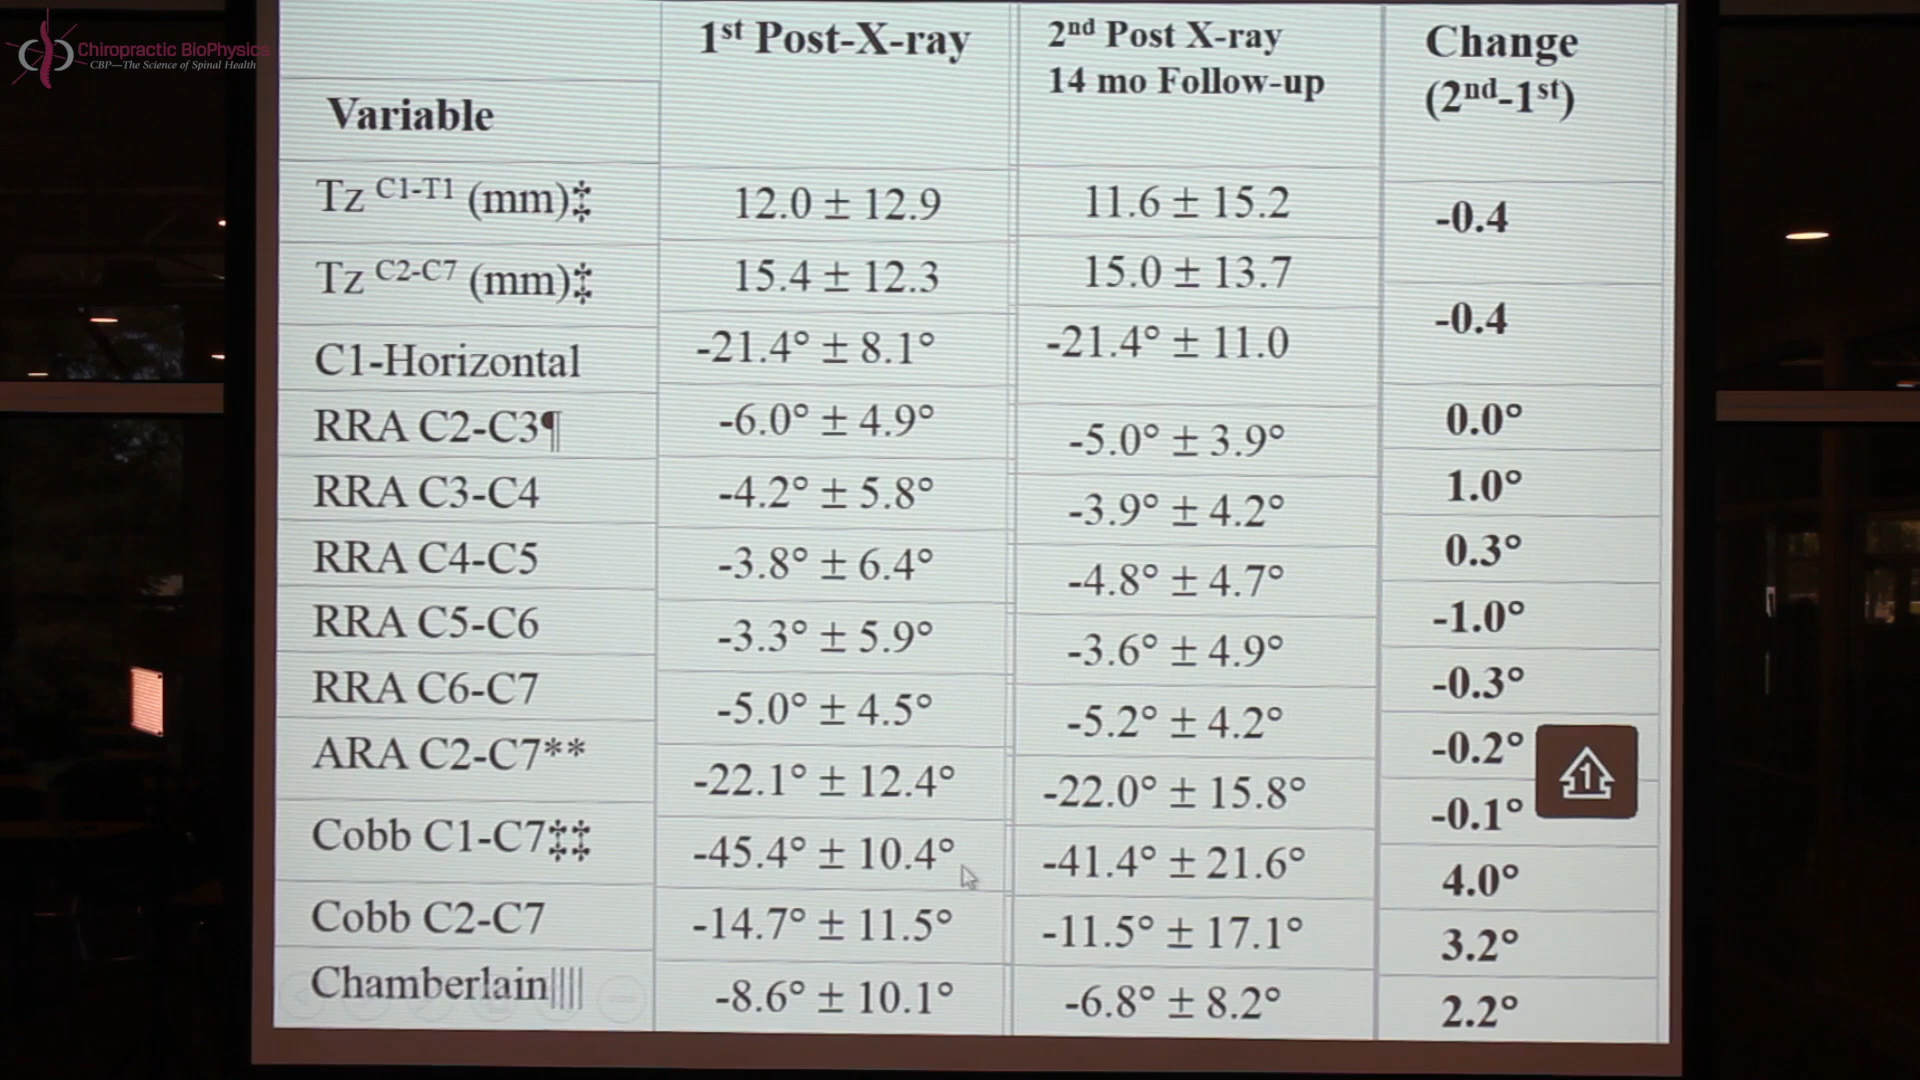 Chiropractic BioPhysics
CBP—The Science of Spinal Health
Variable
1st Post-X-ray
2nd Post X-ray
14 mo Follow-up
Change
(2nd-1st)
Tz C1-T1 (mm)‡ 12.0 ± 12.9 11.6 ± 15.2 -0.4
Tz C2-C7 (mm)‡ 15.4 ± 12.3 15.0 ± 13.7 -0.4
C1-Horizontal -21.4° ± 8.1° -21.4° ± 11.0 0.0°
RRA C2-C3¶ -6.0° ± 4.9° -5.0° ± 3.9° 1.0°
RRA C3-C4 -4.2° ± 5.8° -3.9° ± 4.2° 0.3°
RRA C4-C5 -3.8° ± 6.4° -4.8° ± 4.7° -1.0°
RRA C5-C6 -3.3° ± 5.9° -3.6° ± 4.9° -0.3°
RRA C6-C7 -5.0° ± 4.5° -5.2° ± 4.2° -0.2°
ARA C2-C7** -22.1° ± 12.4° -22.0° ± 15.8° -0.1°
Cobb C1-C7‡‡ -45.4° ± 10.4° -41.4° ± 21.6° 4.0°
Cobb C2-C7 -14.7° ± 11.5° -11.5° ± 17.1° 3.2°
Chamberlain|||| -8.6° ± 10.1° -6.8° ± 8.2° 2.2°
1